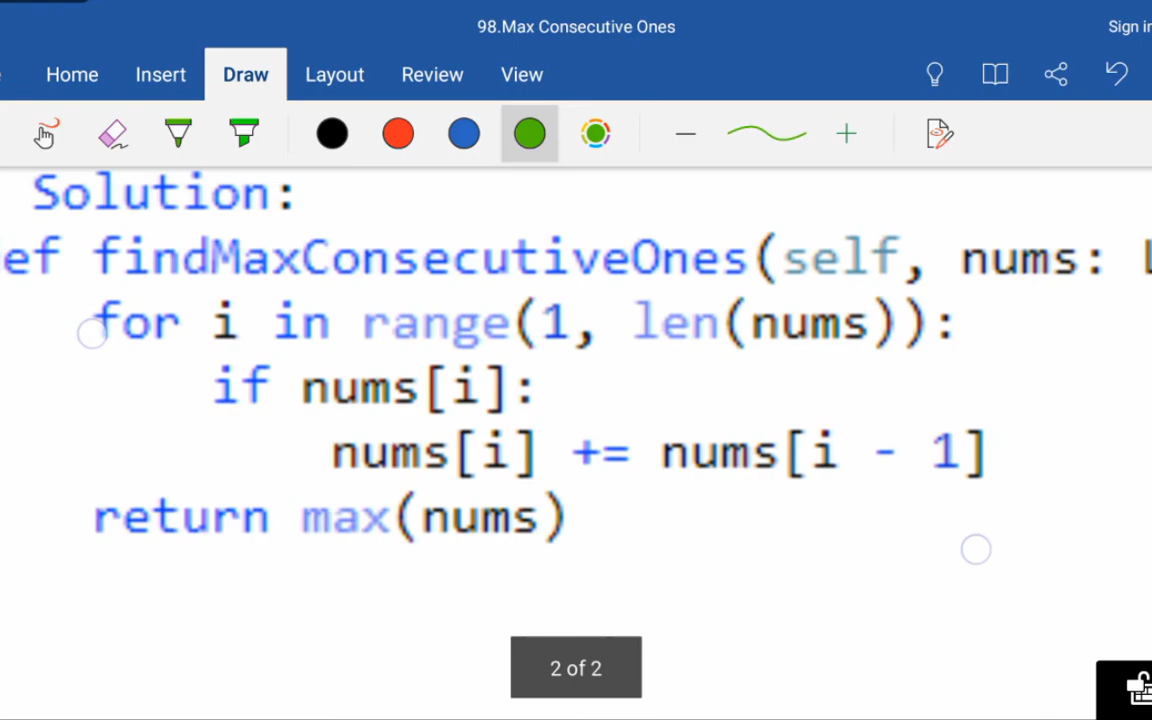 98.Max Consecutive Ones
Sign in
Home Insert Draw Layout Review View
Solution:
ef findMaxConsecutiveOnes(self, nums: L
for i in range(1, len(nums)):
if nums[i]:
nums[i] += nums[i - 1]
return max(nums)
2 of 2